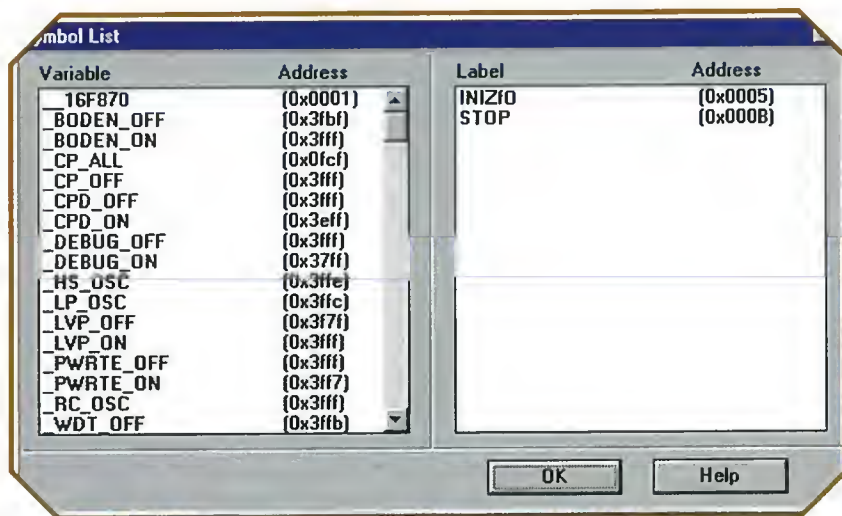 ymbol List
Variable Address
__16F870 (0x0001)
_BODEN_OFF (0x3fbf)
_BODEN_ON (0x3fff)
_CP_ALL (0x0fcf)
_CP_OFF (0x3fff)
_CPD_OFF (0x3fff)
_CPD_ON (0x3eff)
_DEBUG_OFF (0x3fff)
_DEBUG_ON (0x37ff)
_HS_OSC (0x3ffe)
_LP_OSC (0x3ffc)
_LVP_OFF (0x3f7f)
_LVP_ON (0x3fff)
_PWRTE_OFF (0x3fff)
_PWRTE_ON (0x3ff7)
_RC_OSC (0x3fff)
_WDT_OFF (0x3ffb)
Label Address
INIZIO (0x0005)
STOP (0x000B)
OK Help